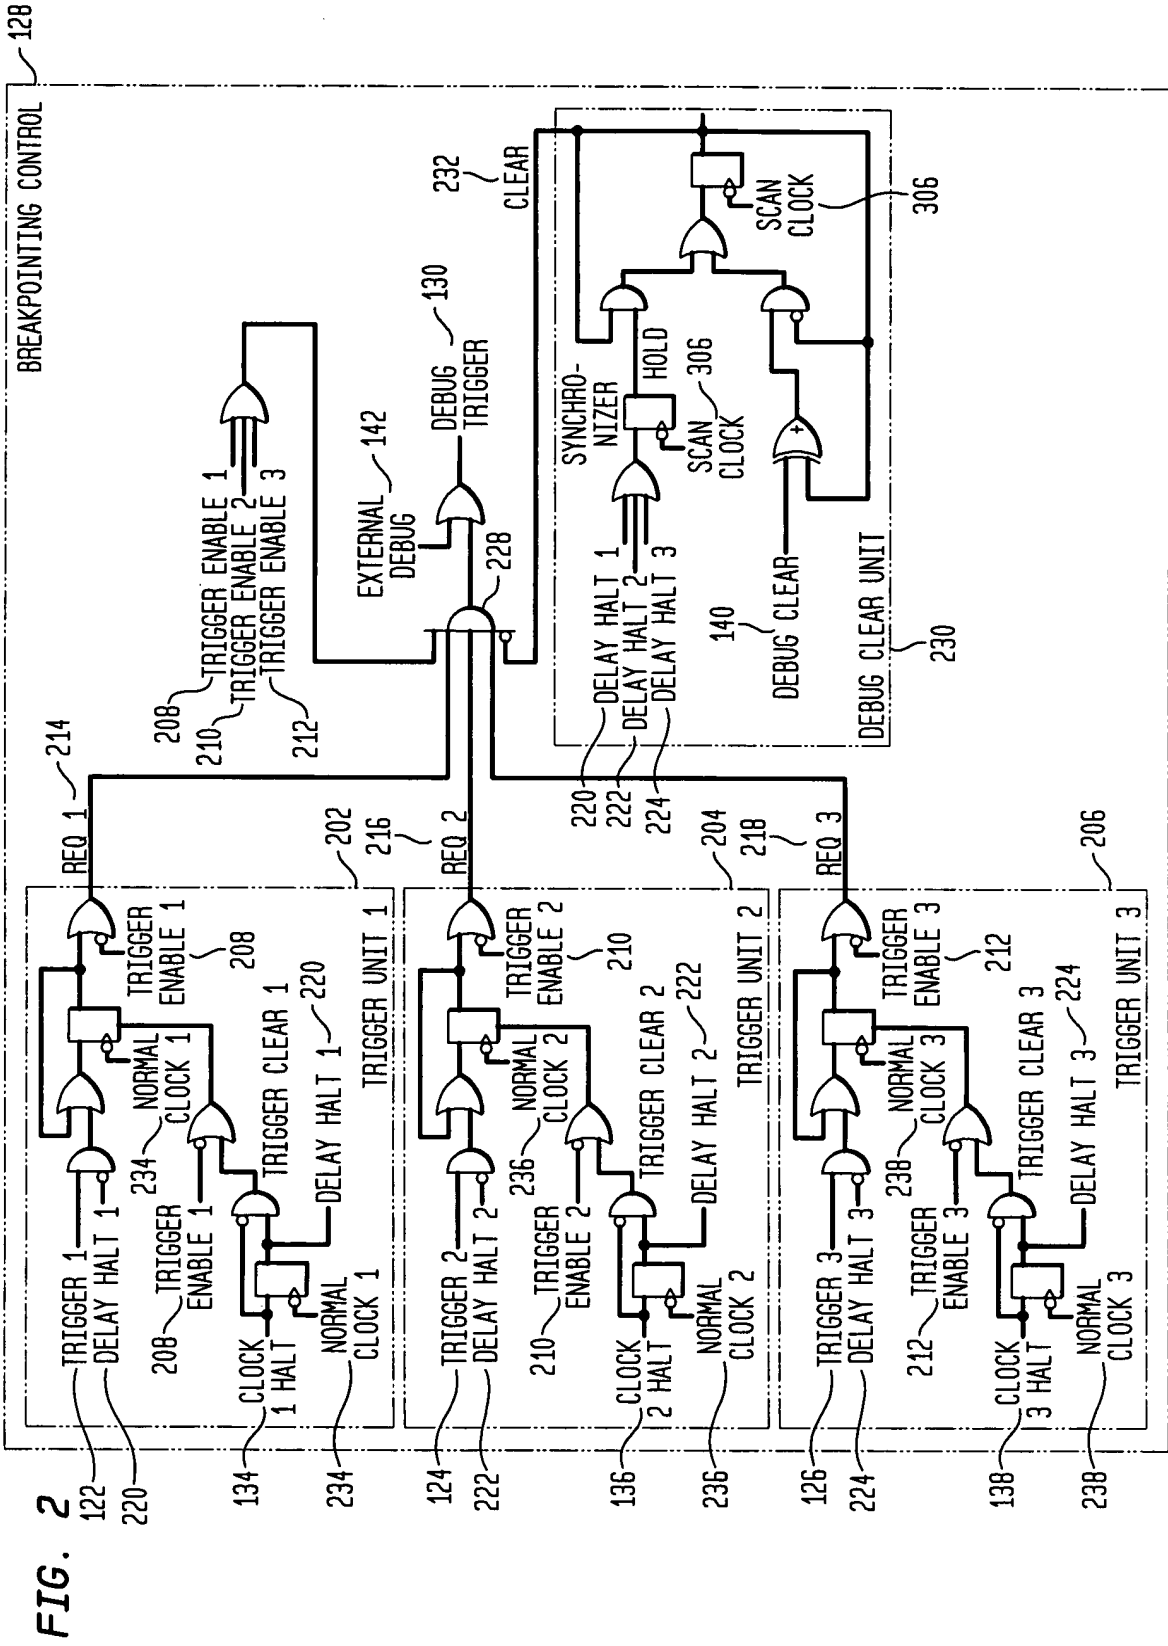 FIG. 2
128
BREAKPOINTING CONTROL
122
TRIGGER 1
DELAY HALT 1
220
208
TRIGGER
ENABLE 1
134
CLOCK
1 HALT
234
NORMAL
CLOCK 1
NORMAL
CLOCK 1
234
TRIGGER
ENABLE 1
208
TRIGGER CLEAR 1
DELAY HALT 1
220
TRIGGER UNIT 1
202
REQ 1
214
124
TRIGGER 2
DELAY HALT 2
222
210
TRIGGER
ENABLE 2
136
CLOCK
2 HALT
236
NORMAL
CLOCK 2
NORMAL
CLOCK 2
236
TRIGGER
ENABLE 2
210
TRIGGER CLEAR 2
DELAY HALT 2
222
TRIGGER UNIT 2
204
REQ 2
216
126
TRIGGER 3
DELAY HALT 3
224
212
TRIGGER
ENABLE 3
138
CLOCK
3 HALT
238
NORMAL
CLOCK 3
NORMAL
CLOCK 3
238
TRIGGER
ENABLE 3
212
TRIGGER CLEAR 3
DELAY HALT 3
224
TRIGGER UNIT 3
206
REQ 3
218
208
TRIGGER ENABLE 1
210
TRIGGER ENABLE 2
212
TRIGGER ENABLE 3
EXTERNAL
DEBUG
142
228
DEBUG
TRIGGER
130
232
CLEAR
220
DELAY HALT 1
222
DELAY HALT 2
224
DELAY HALT 3
SYNCHRO-
NIZER
HOLD
SCAN
CLOCK
306
SCAN
CLOCK
306
140
DEBUG CLEAR
+
DEBUG CLEAR UNIT
230